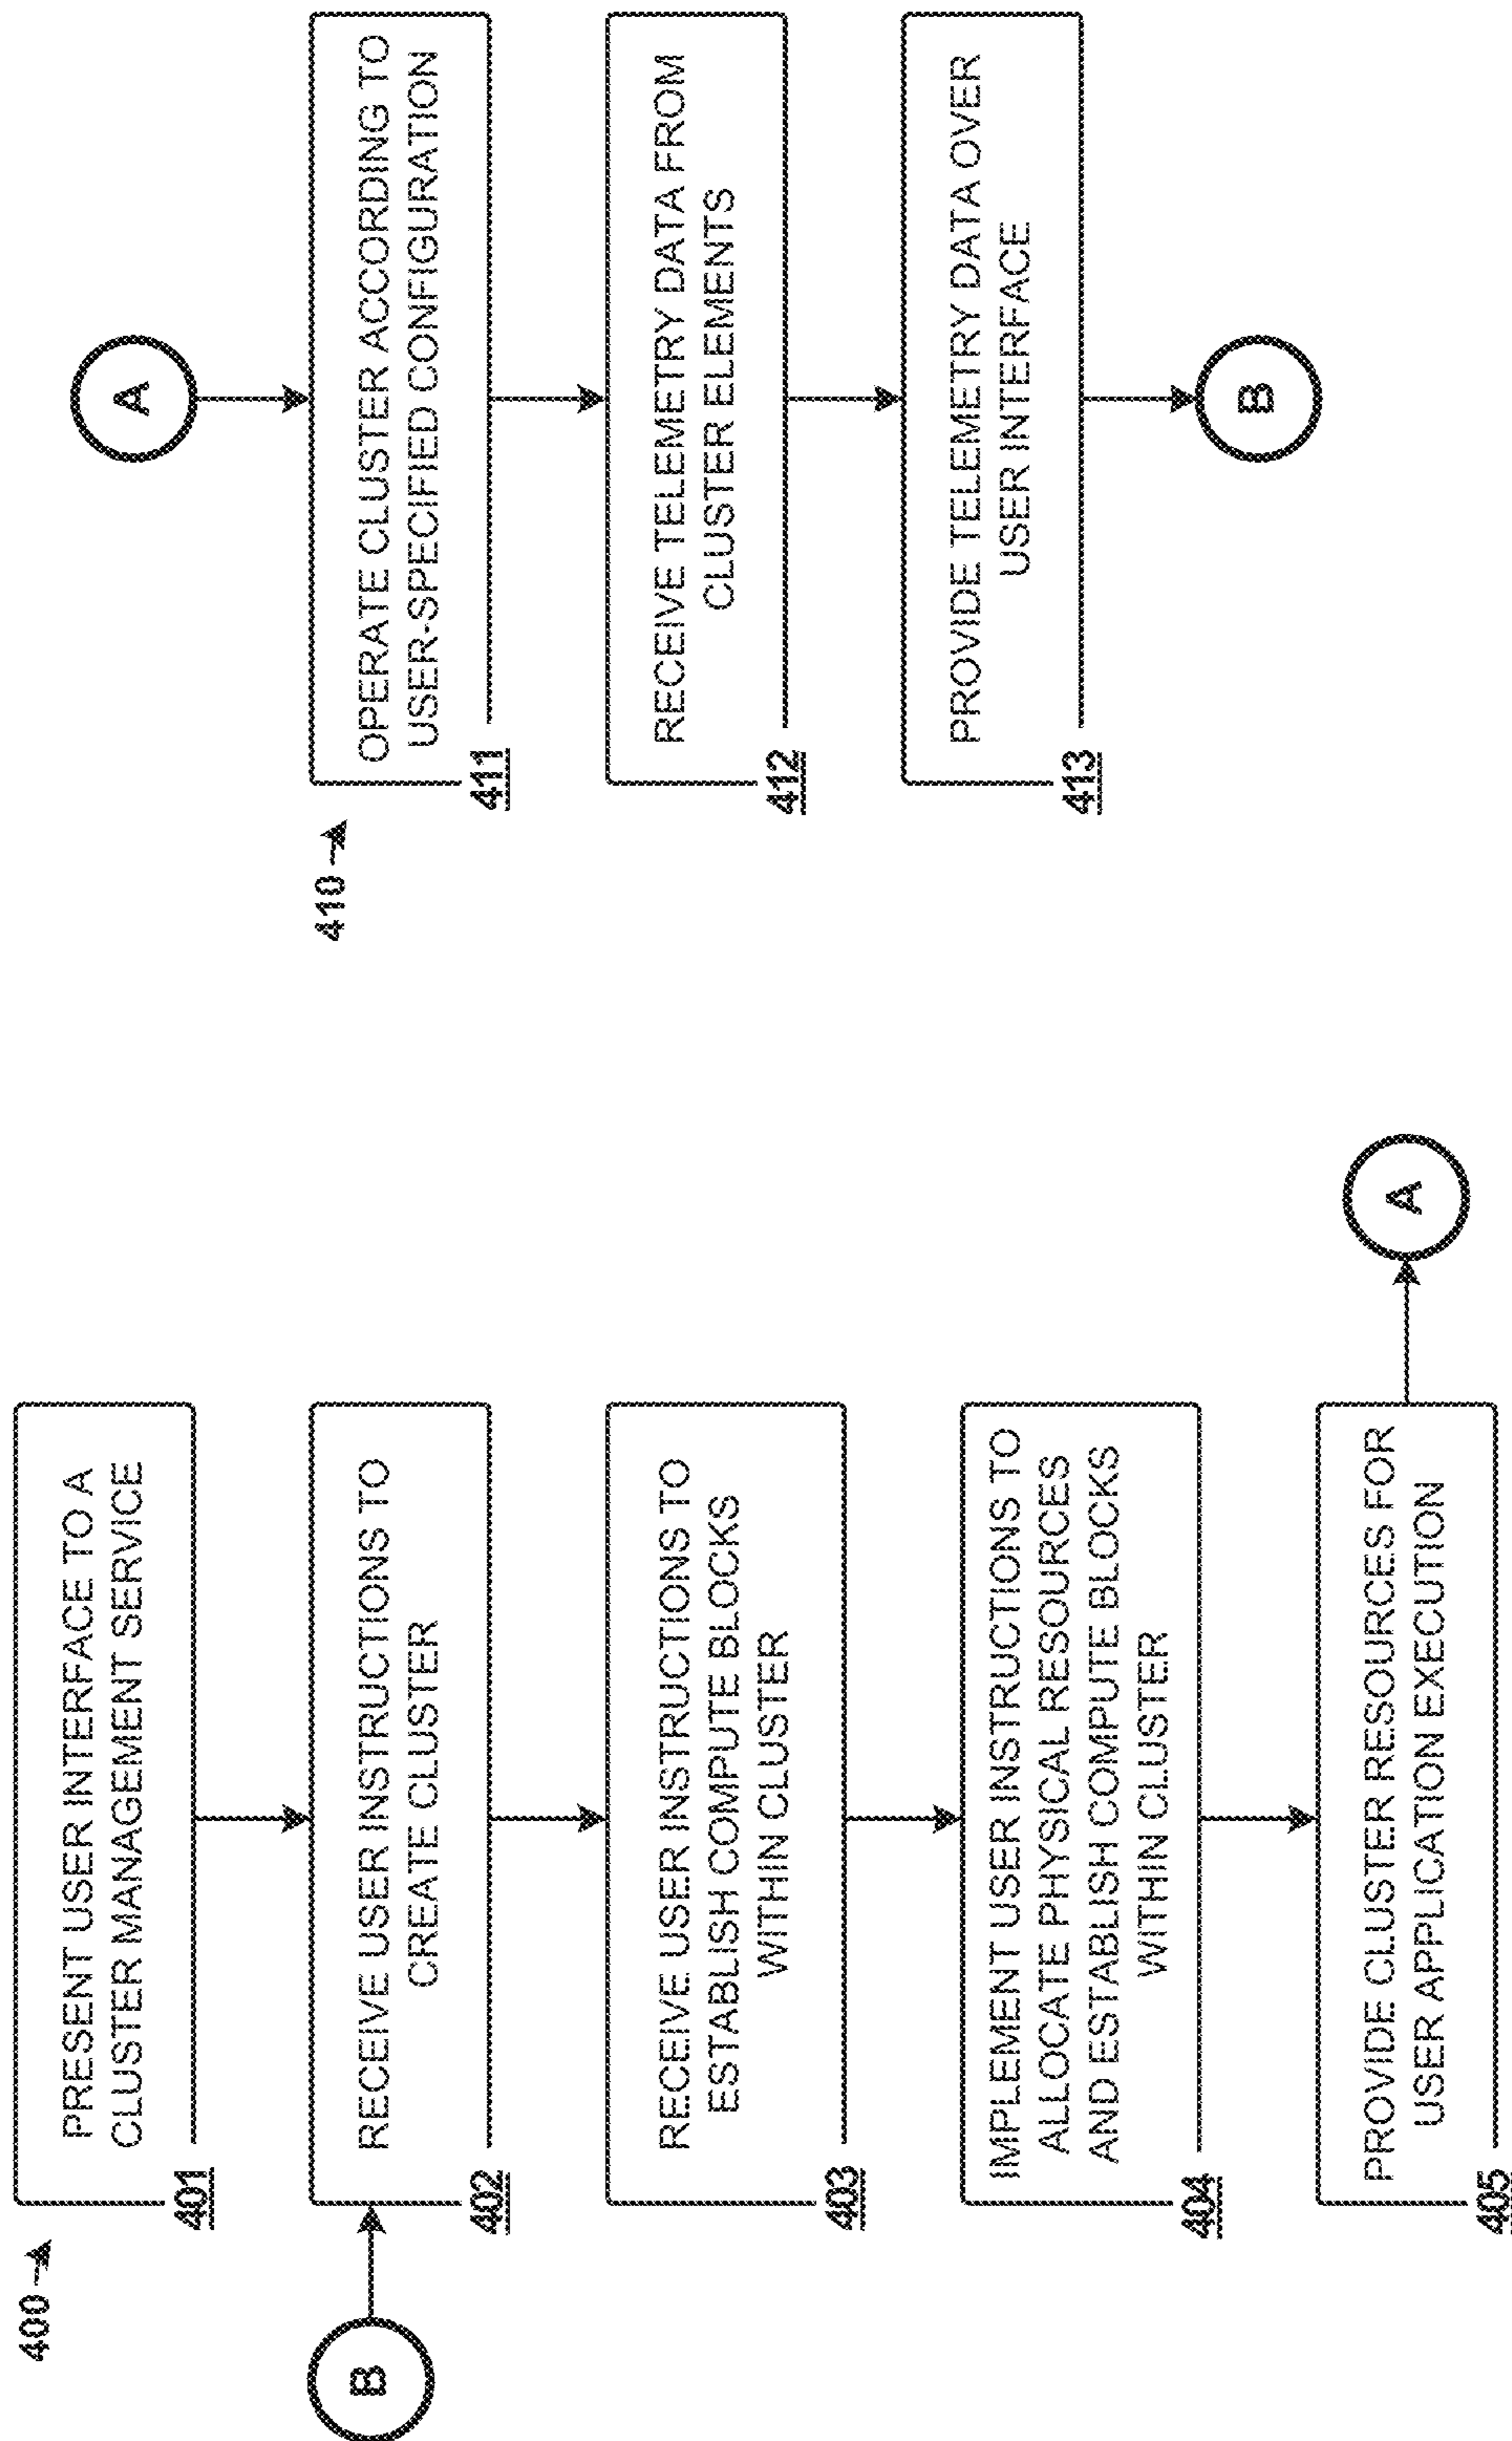 400
PRESENT USER INTERFACE TO A
CLUSTER MANAGEMENT SERVICE
401
B
RECEIVE USER INSTRUCTIONS TO
CREATE CLUSTER
402
RECEIVE USER INSTRUCTIONS TO
ESTABLISH COMPUTE BLOCKS
WITHIN CLUSTER
403
IMPLEMENT USER INSTRUCTIONS TO
ALLOCATE PHYSICAL RESOURCES
AND ESTABLISH COMPUTE BLOCKS
WITHIN CLUSTER
404
PROVIDE CLUSTER RESOURCES FOR
USER APPLICATION EXECUTION
405
A
A
410
OPERATE CLUSTER ACCORDING TO
USER-SPECIFIED CONFIGURATION
411
RECEIVE TELEMETRY DATA FROM
CLUSTER ELEMENTS
412
PROVIDE TELEMETRY DATA OVER
USER INTERFACE
413
B